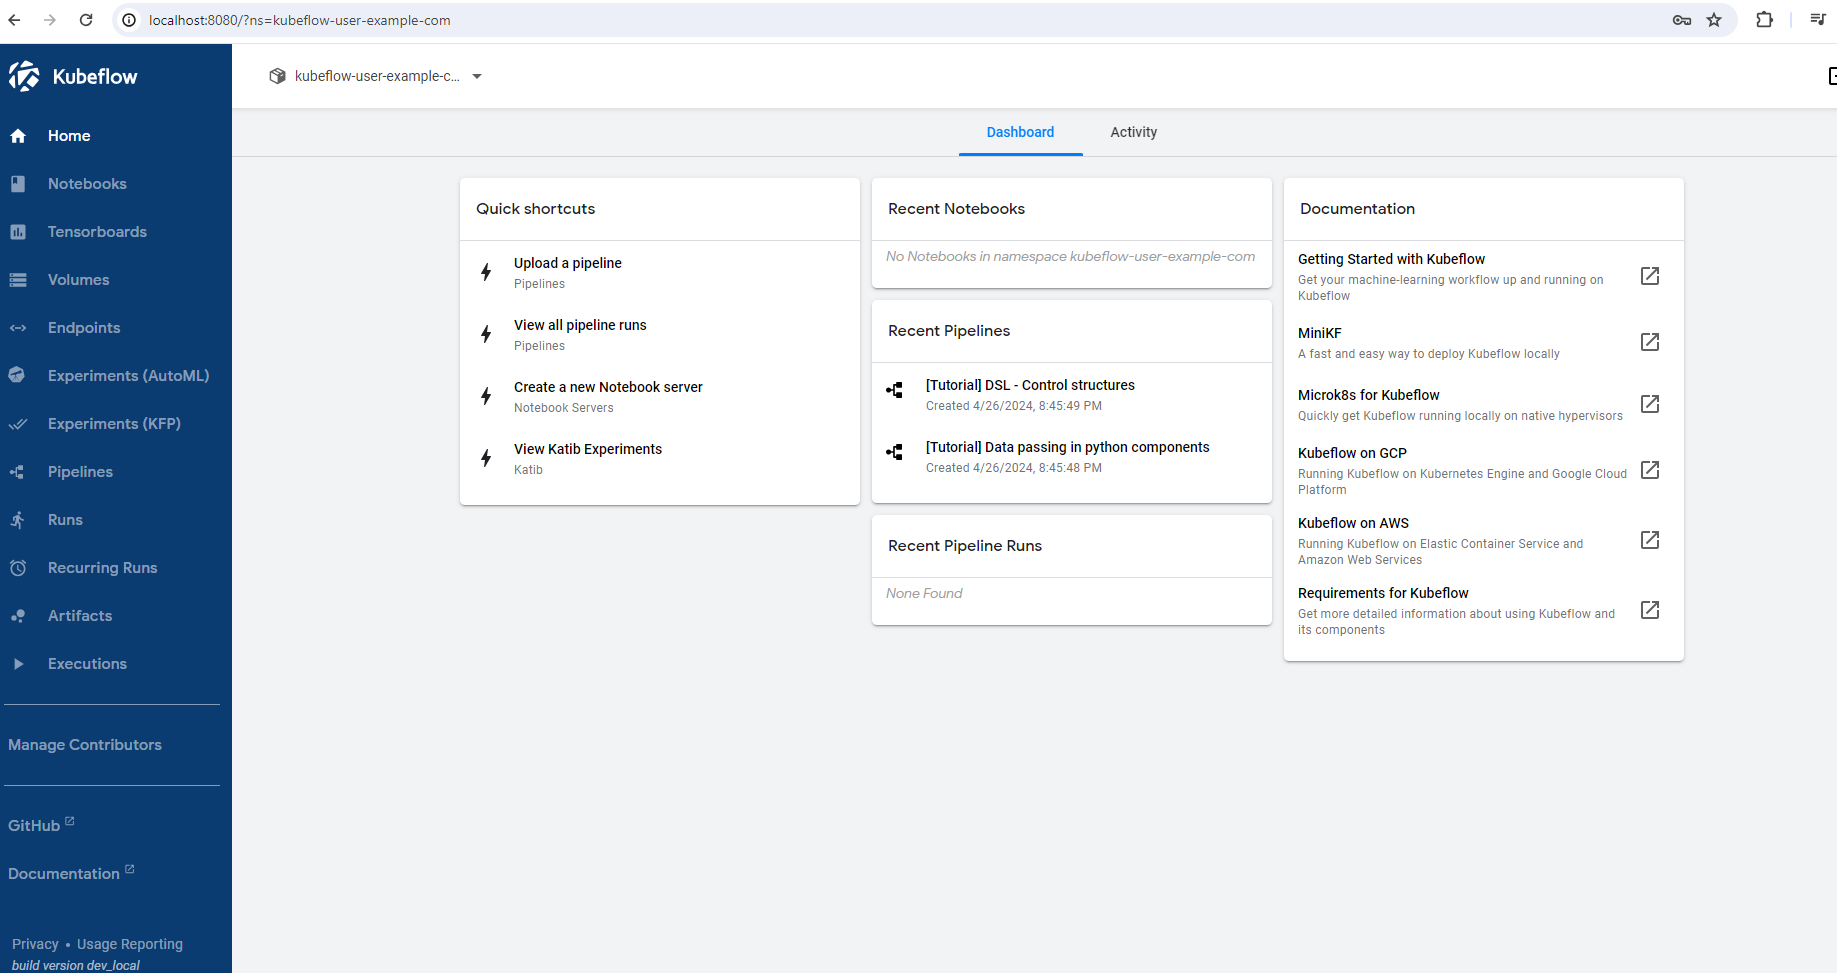 localhost:8080/?ns=kubeflow-user-example-com
Kubeflow
kubeflow-user-example-c...
Home
Notebooks
Tensorboards
Volumes
Endpoints
Experiments (AutoML)
Experiments (KFP)
Pipelines
Runs
Recurring Runs
Artifacts
Executions
Manage Contributors
GitHub
Documentation
Privacy • Usage Reporting
build version dev_local
Dashboard
Activity
Quick shortcuts
Upload a pipeline
Pipelines
View all pipeline runs
Pipelines
Create a new Notebook server
Notebook Servers
View Katib Experiments
Katib
Recent Notebooks
No Notebooks in namespace kubeflow-user-example-com
Recent Pipelines
[Tutorial] DSL - Control structures
Created 4/26/2024, 8:45:49 PM
[Tutorial] Data passing in python components
Created 4/26/2024, 8:45:48 PM
Recent Pipeline Runs
None Found
Documentation
Getting Started with Kubeflow
Get your machine-learning workflow up and running on
Kubeflow
MiniKF
A fast and easy way to deploy Kubeflow locally
Microk8s for Kubeflow
Quickly get Kubeflow running locally on native hypervisors
Kubeflow on GCP
Running Kubeflow on Kubernetes Engine and Google Cloud
Platform
Kubeflow on AWS
Running Kubeflow on Elastic Container Service and
Amazon Web Services
Requirements for Kubeflow
Get more detailed information about using Kubeflow and
its components